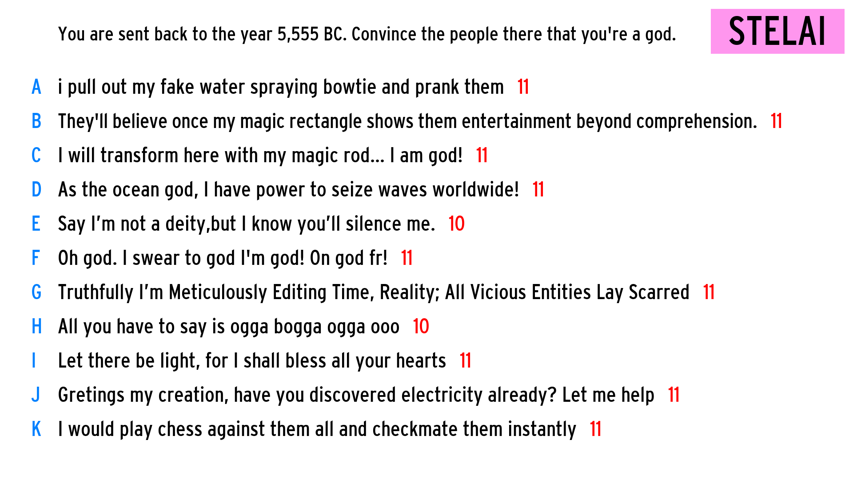 You are sent back to the year 5,555 BC. Convince the people there that you're a god.
STELAI
A i pull out my fake water spraying bowtie and prank them 11
B They'll believe once my magic rectangle shows them entertainment beyond comprehension. 11
C I will transform here with my magic rod... I am god! 11
D As the ocean god, I have power to seize waves worldwide! 11
E Say I'm not a deity,but I know you'll silence me. 10
F Oh god. I swear to god I'm god! On god fr! 11
G Truthfully I'm Meticulously Editing Time, Reality; All Vicious Entities Lay Scarred 11
H All you have to say is ogga bogga ogga ooo 10
I Let there be light, for I shall bless all your hearts 11
J Gretings my creation, have you discovered electricity already? Let me help 11
K I would play chess against them all and checkmate them instantly 11